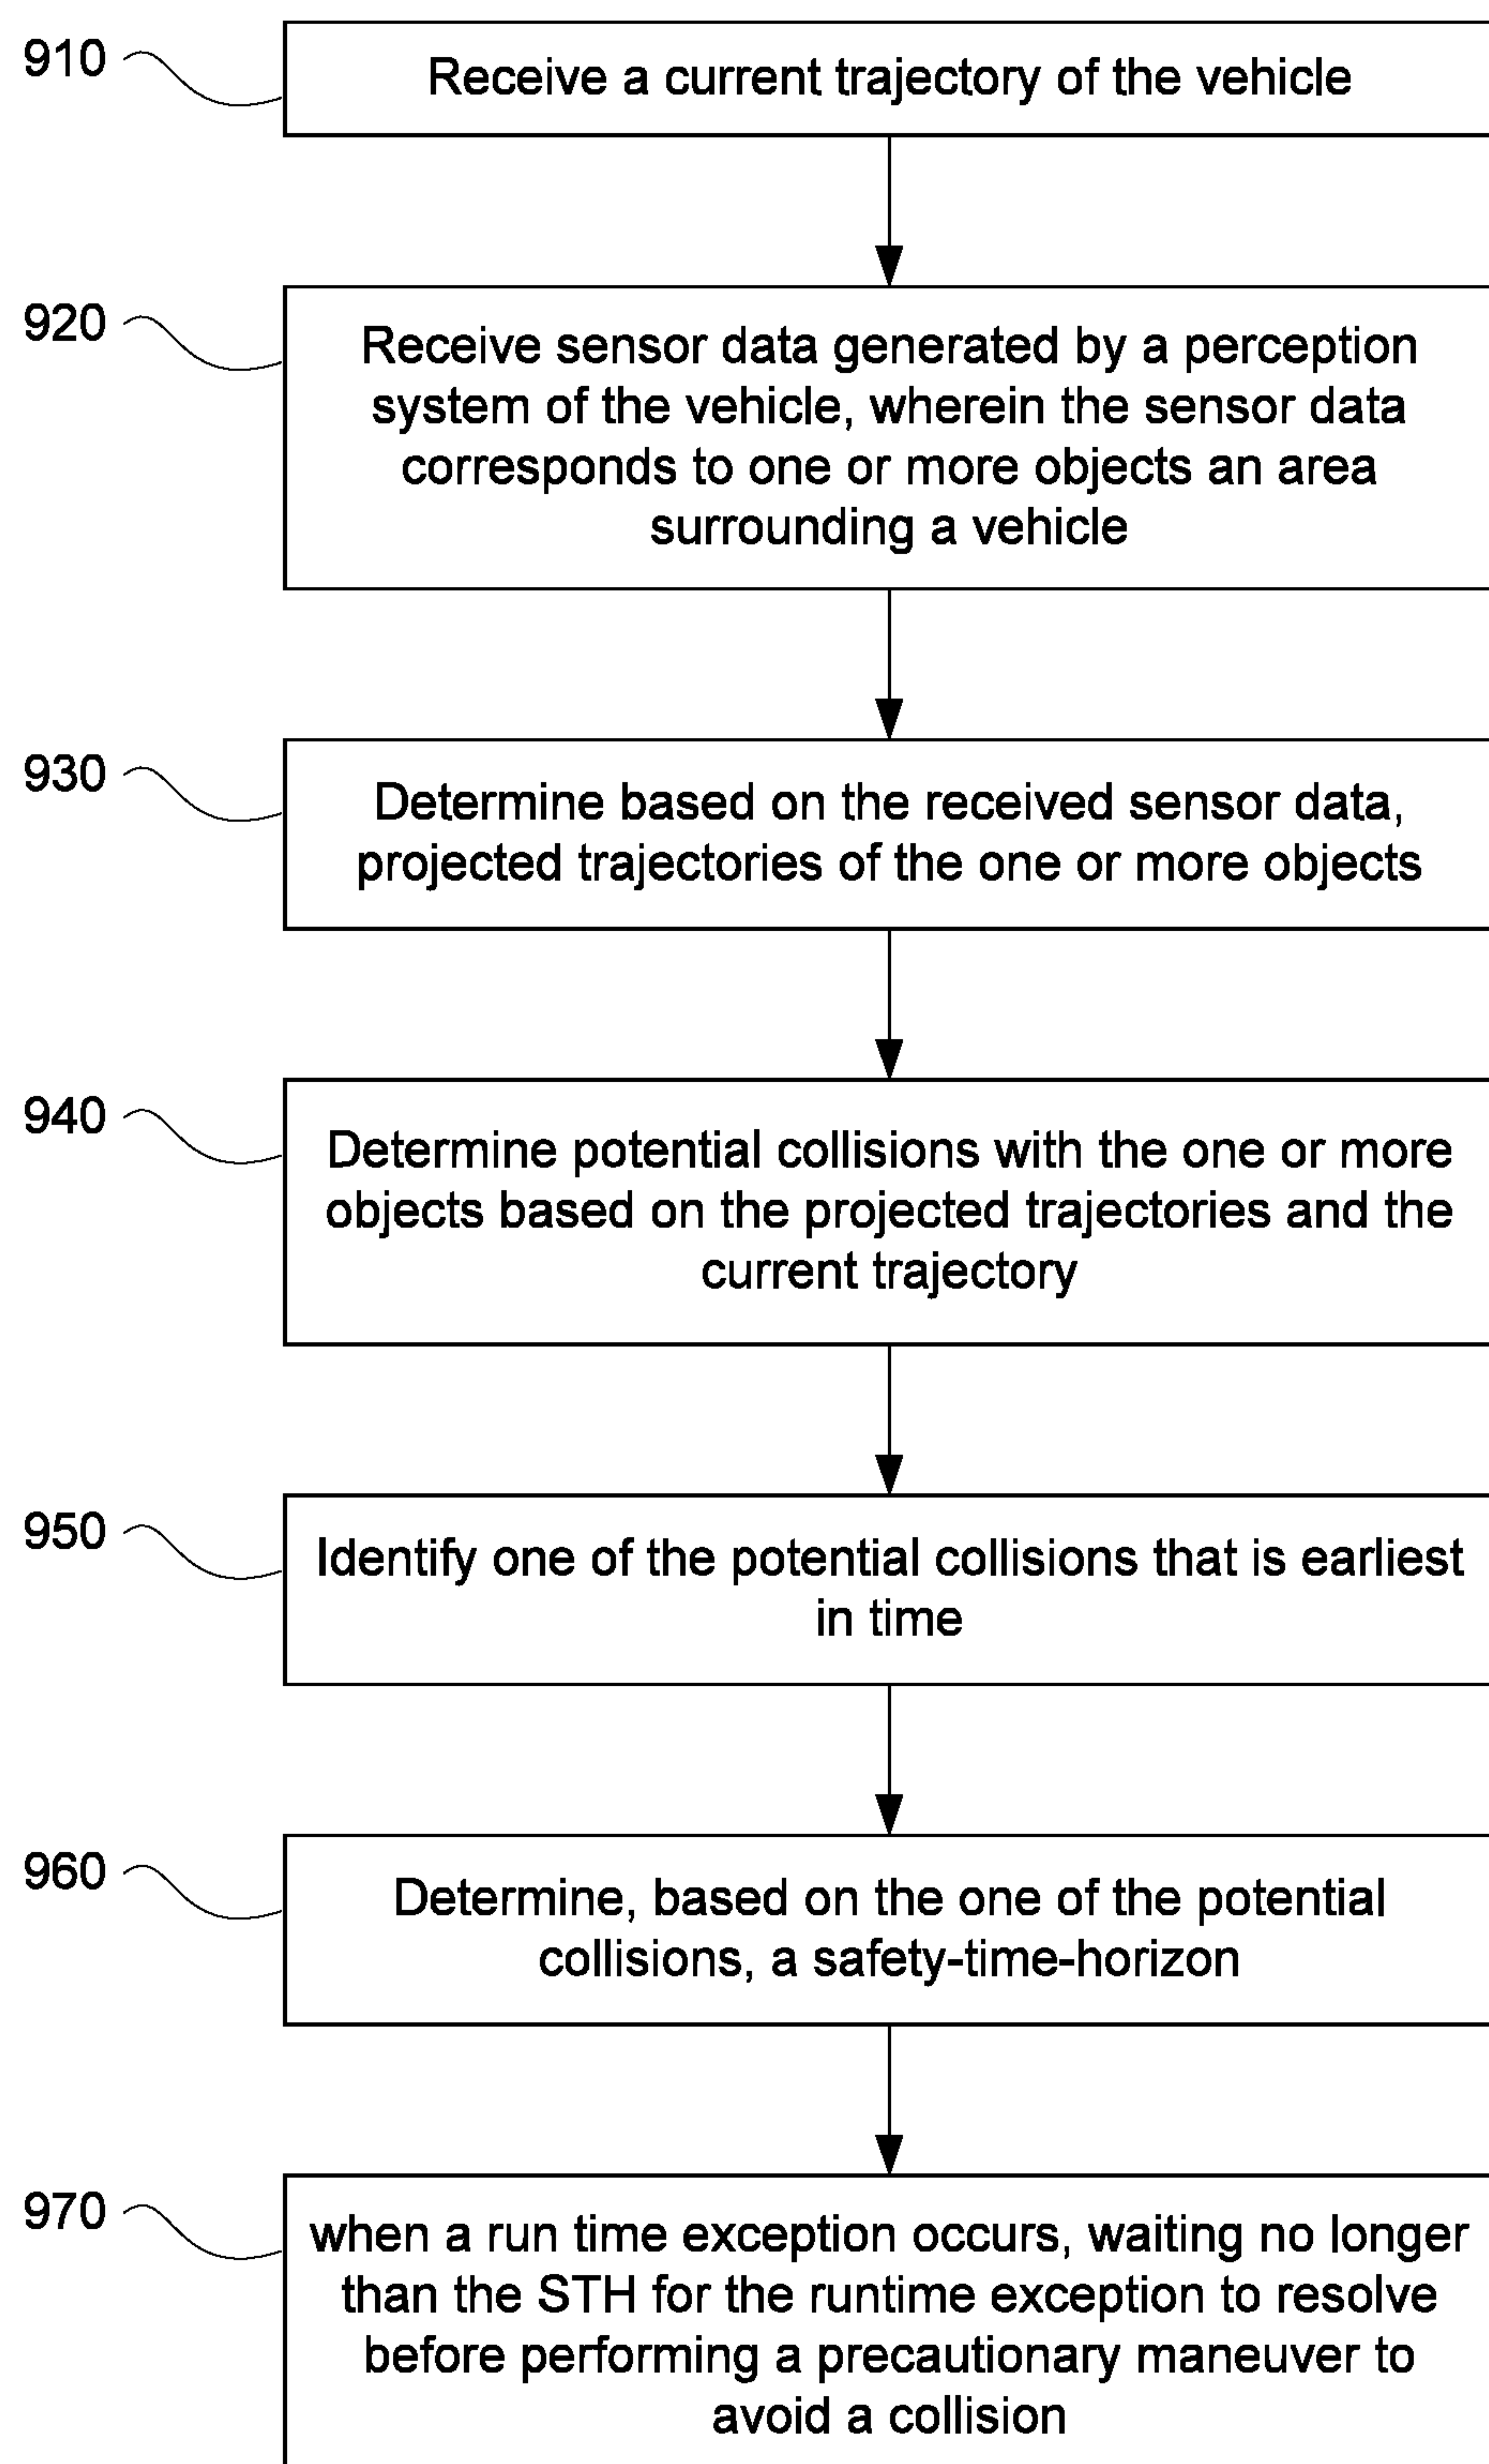 910
Receive a current trajectory of the vehicle
920
Receive sensor data generated by a perception
system of the vehicle, wherein the sensor data
corresponds to one or more objects an area
surrounding a vehicle
930
Determine based on the received sensor data,
projected trajectories of the one or more objects
940
Determine potential collisions with the one or more
objects based on the projected trajectories and the
current trajectory
950
Identify one of the potential collisions that is earliest
in time
960
Determine, based on the one of the potential
collisions, a safety-time-horizon
970
when a run time exception occurs, waiting no longer
than the STH for the runtime exception to resolve
before performing a precautionary maneuver to
avoid a collision